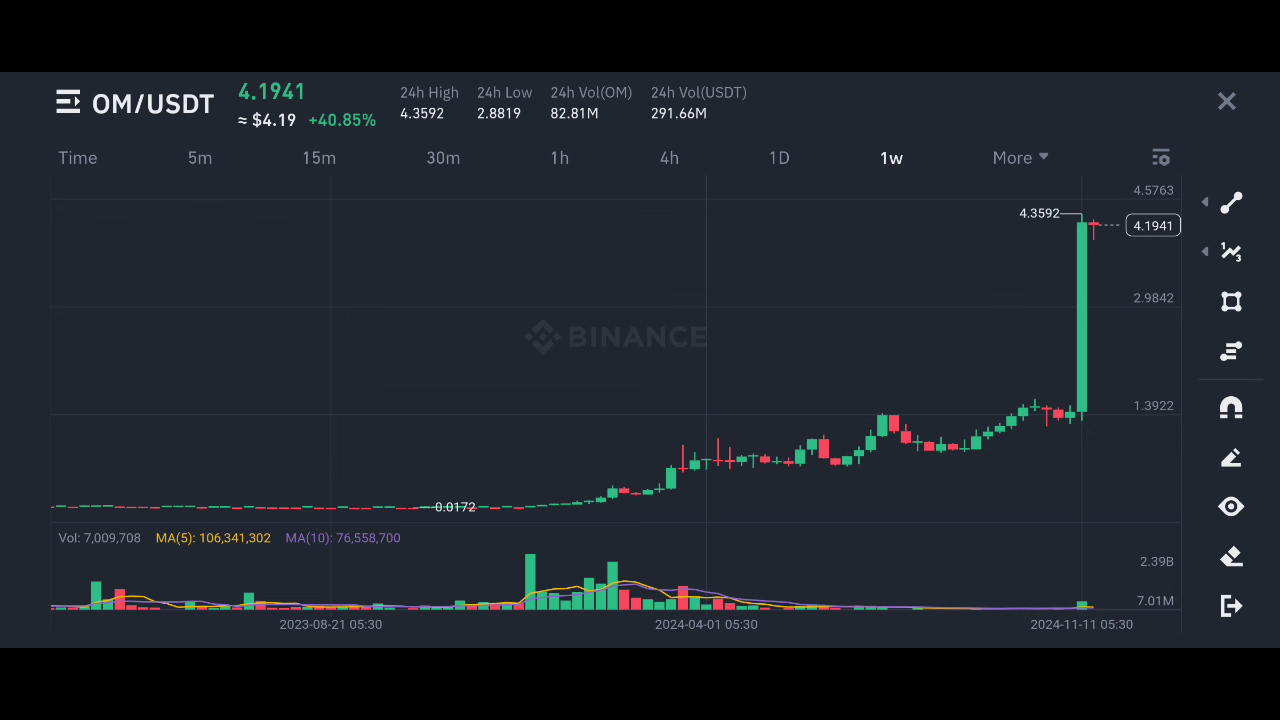 OM/USDT
4.1941
≈ $4.19 +40.85%
24h High 24h Low 24h Vol(OM) 24h Vol(USDT)
4.3592 2.8819 82.81M 291.66M
Time 5m 15m 30m 1h 4h 1D 1w More
4.5763
4.3592
4.1941
2.9842
BINANCE
1.3922
0.0172
Vol: 7,009,708 MA(5): 106,341,302 MA(10): 76,558,700
2.39B
7.01M
2023-08-21 05:30 2024-04-01 05:30 2024-11-11 05:30